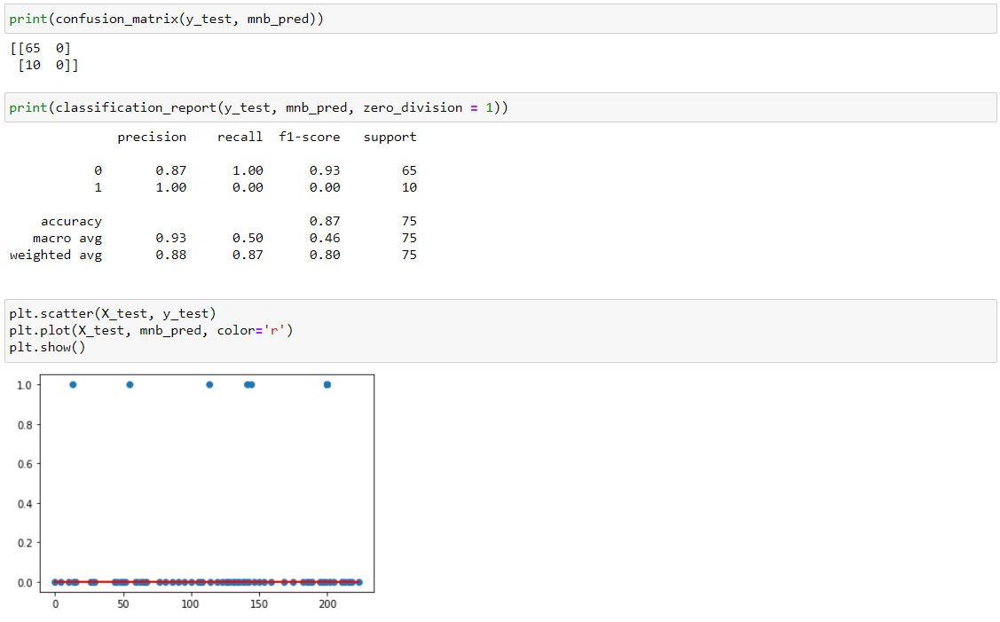 print(confusion_matrix(y_test, mnb_pred))
[[65  0]
 [10  0]]
print(classification_report(y_test, mnb_pred, zero_division = 1))
              precision    recall  f1-score   support
           0       0.87      1.00      0.93        65
           1       1.00      0.00      0.00        10
    accuracy                           0.87        75
   macro avg       0.93      0.50      0.46        75
weighted avg       0.88      0.87      0.80        75
plt.scatter(X_test, y_test)
plt.plot(X_test, mnb_pred, color='r')
plt.show()
1.0
0.8
0.6
0.4
0.2
0.0
0 50 100 150 200